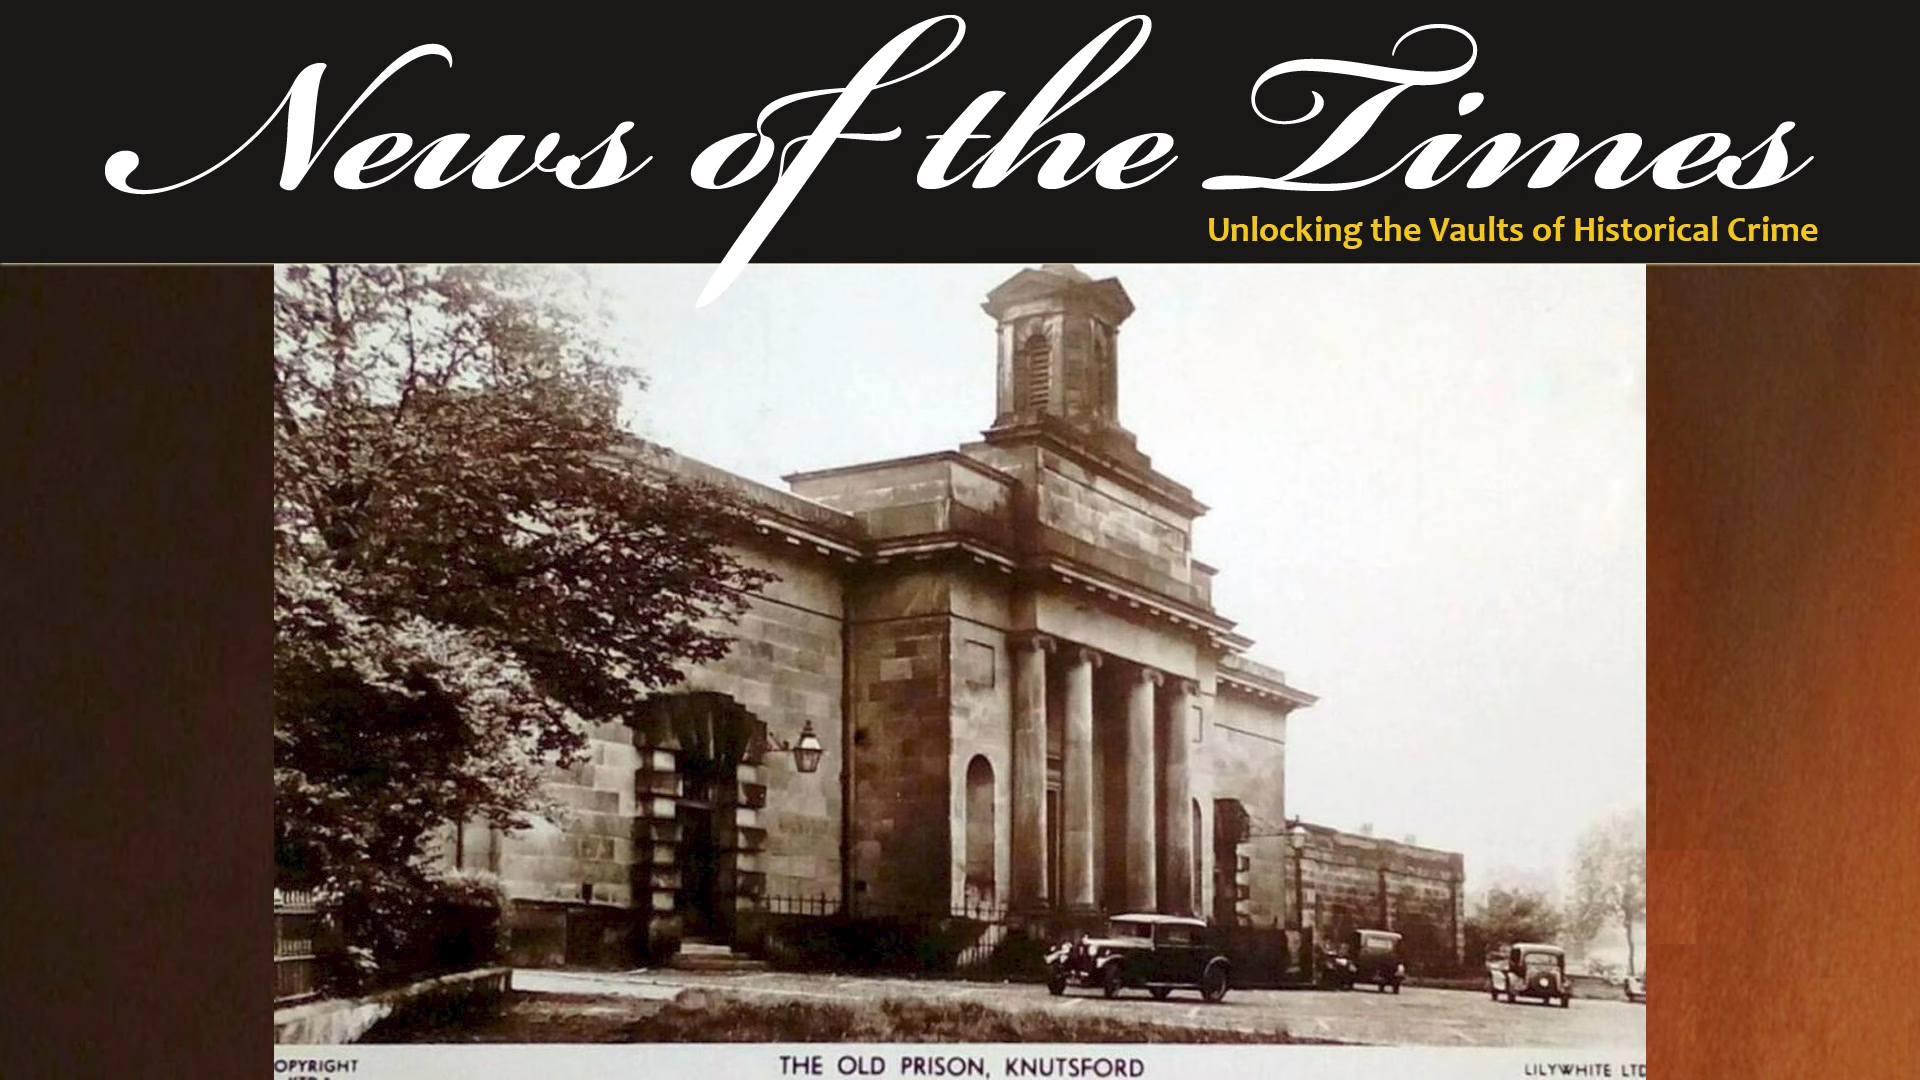 News of the Times
Unlocking the Vaults of Historical Crime
OPYRIGHT
THE OLD PRISON, KNUTSFORD
LILYWHITE LTD